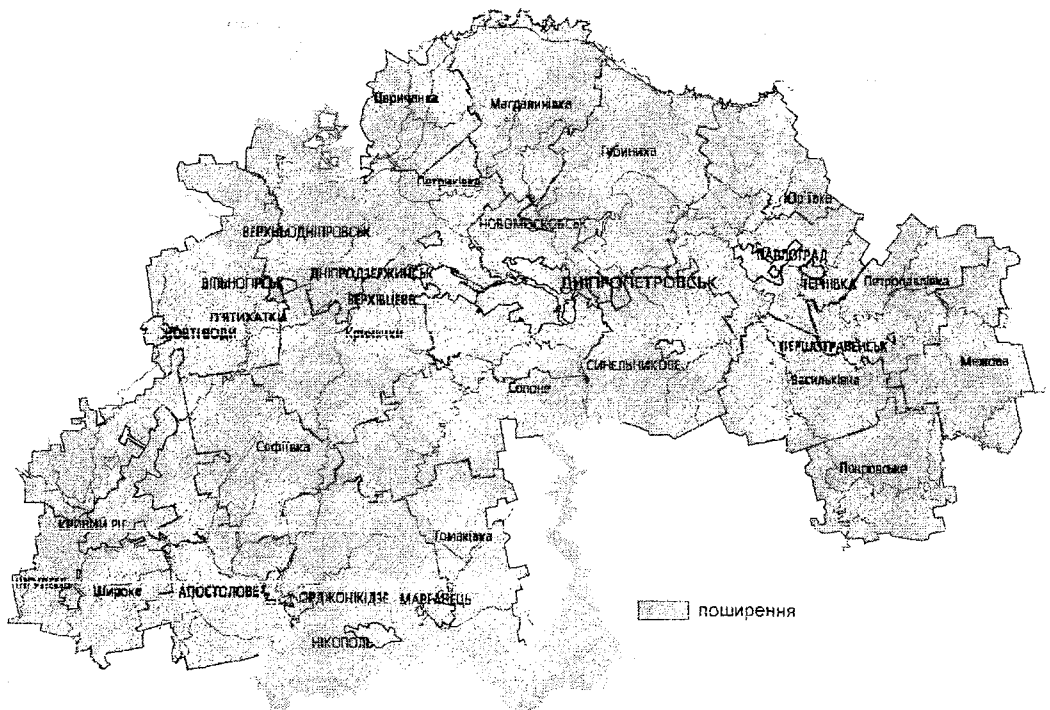 Царичанка
Магдалинівка
Губиниха
Петриківка
Юр'ївка
НОВОМОСКОВСЬК
ВЕРХНЬОДНІПРОВСЬК
ПАВЛОГРАД
ДНІПРОДЗЕРЖИНСЬК
ДНІПРОПЕТРОВСЬК
ТЕРНІВКА
Петропавлівка
ВІЛЬНОГІРСЬК
ВЕРХІВЦЕВЕ
П'ЯТИХАТКИ
ЖОВТІ ВОДИ
Кринички
ПЕРШОТРАВЕНСЬК
Межова
СИНЕЛЬНИКОВЕ
Васильківка
Солоне
Софіївка
Покровське
КРИВИЙ РІГ
Томаківка
Широке
АПОСТОЛОВЕ
ОРДЖОНІКІДЗЕ
МАРГАНЕЦЬ
поширення
НІКОПОЛЬ